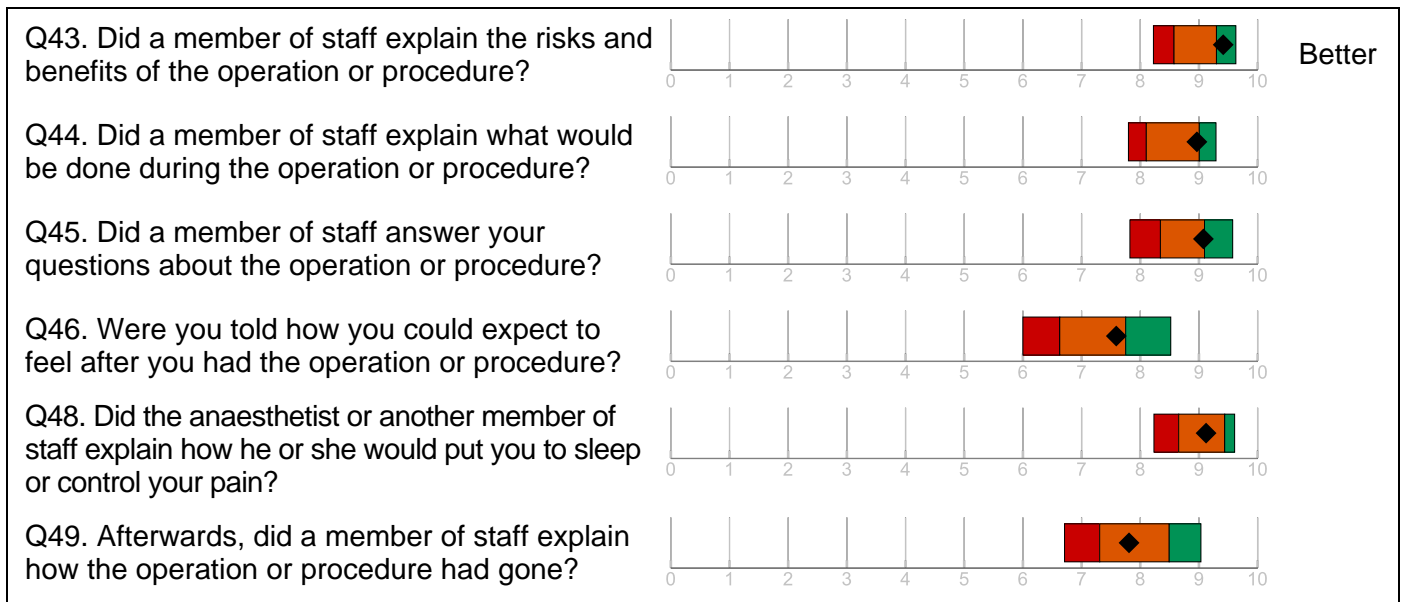 Q43. Did a member of staff explain the risks and
benefits of the operation or procedure?
0 1 2 3 4 5 6 7 8 9 10
Better
Q44. Did a member of staff explain what would
be done during the operation or procedure?
0 1 2 3 4 5 6 7 8 9 10
Q45. Did a member of staff answer your
questions about the operation or procedure?
0 1 2 3 4 5 6 7 8 9 10
Q46. Were you told how you could expect to
feel after you had the operation or procedure?
0 1 2 3 4 5 6 7 8 9 10
Q48. Did the anaesthetist or another member of
staff explain how he or she would put you to sleep
or control your pain?
0 1 2 3 4 5 6 7 8 9 10
Q49. Afterwards, did a member of staff explain
how the operation or procedure had gone?
0 1 2 3 4 5 6 7 8 9 10